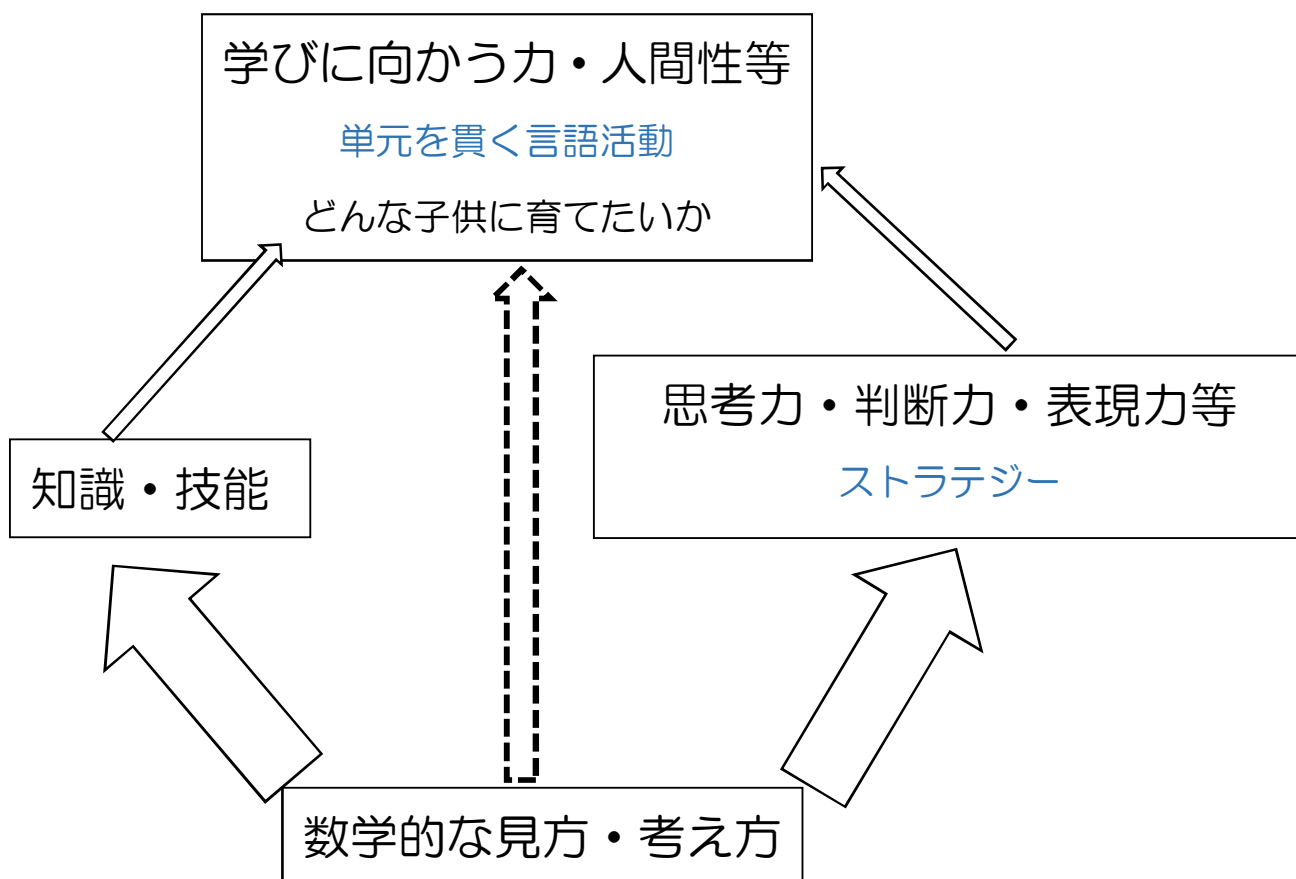 学びに向かう力・人間性等
単元を貫く言語活動
どんな子供に育てたいか
思考力・判断力・表現力等
ストラテジー
知識・技能
数学的な見方・考え方